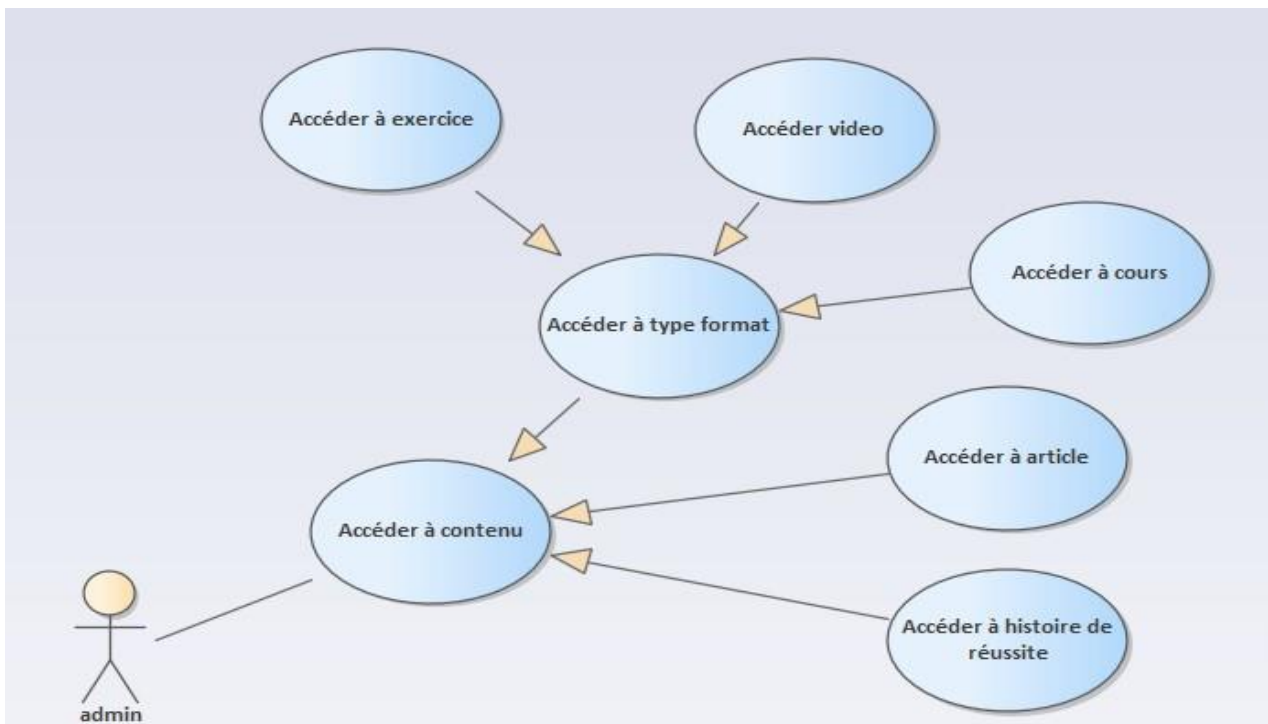 Accéder à exercice
Accéder video
Accéder à cours
Accéder à type format
Accéder à article
Accéder à contenu
Accéder à histoire de
réussite
admin